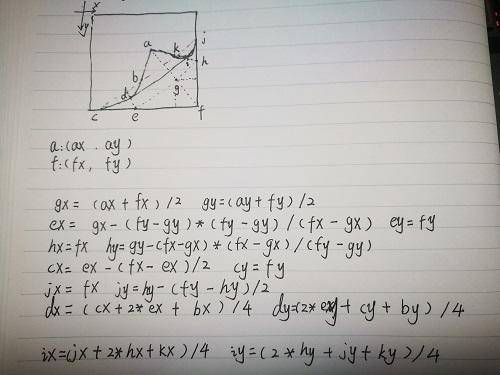 x
y
a k j
h
b g
d
c e f
a:(ax . ay)
f:(fx, fy)
gx = (ax + fx) /2 gy=(ay+fy) /2
ex = gx-(fy-gy)*(fy-gy) /(fx-gx) ey=fy
hx=fx hy=gy-(fx-gx)*(fx-gx)/(fy-gy)
cx= ex -(fx- ex)/2 cy=fy
jx = fx jy=hy-(fy-hy)/2
dx= (cx+2*ex + bx) /4 dy=(2*ey+ cy + by) /4
ix=(jx+2*hx+kx)/4 iy=(2*hy+jy+ky)/4